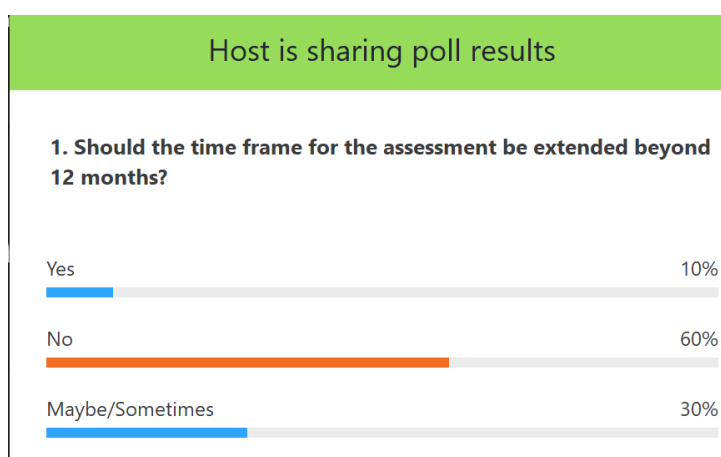 Host is sharing poll results
1. Should the time frame for the assessment be extended beyond
12 months?
Yes 10%
No 60%
Maybe/Sometimes 30%